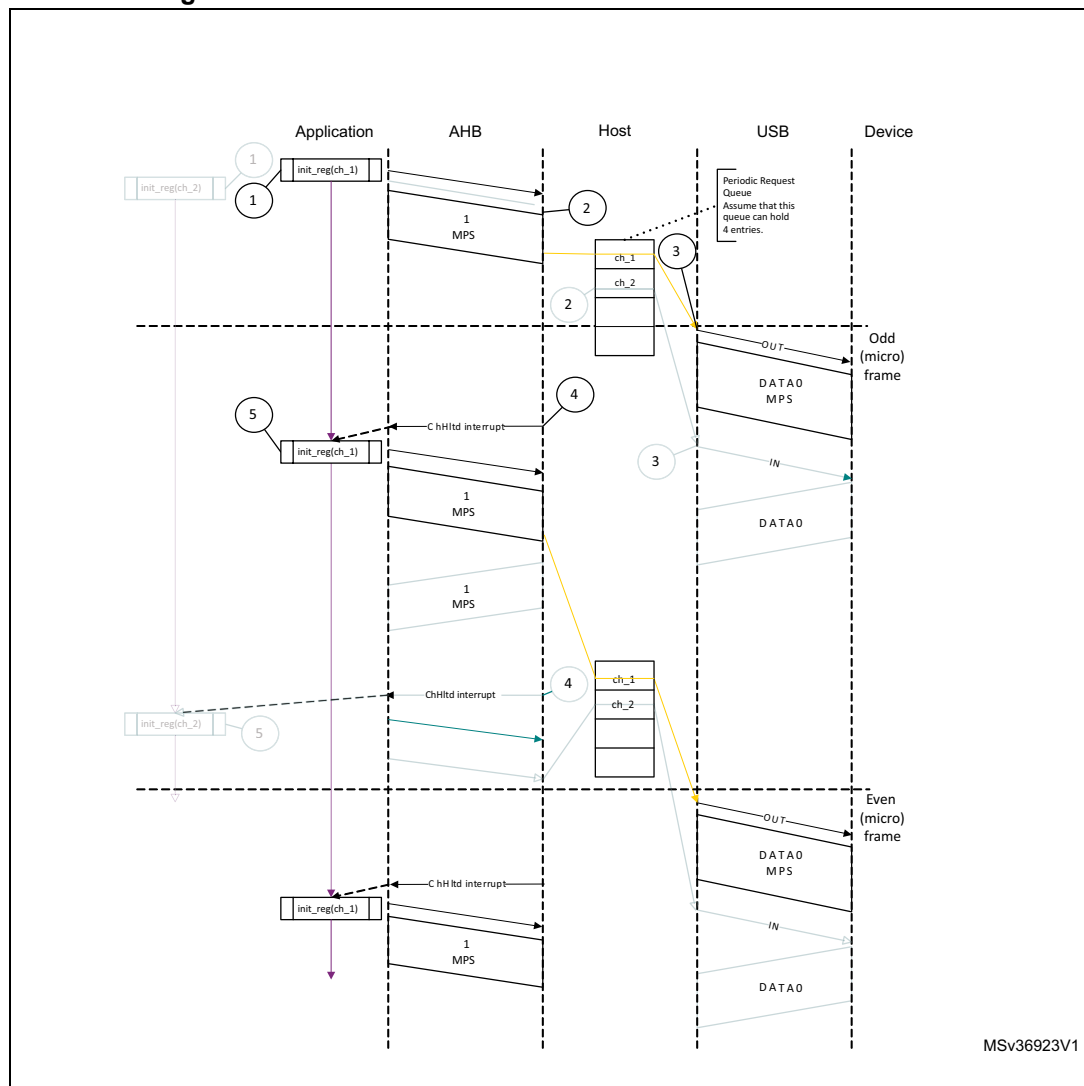 Application AHB Host USB Device
1
init_reg(ch_1)
init_reg(ch_2)
1
2
Periodic Request
Queue
Assume that this
queue can hold
4 entries.
1
MPS
3
ch_1
ch_2
2
Odd
(micro)
frame
OUT
DATA0
MPS
4
5
ChHltd interrupt
init_reg(ch_1)
3
IN
1
MPS
DATA0
1
MPS
ch_1
4
ChHltd interrupt
ch_2
init_reg(ch_2)
5
Even
(micro)
frame
OUT
DATA0
MPS
ChHltd interrupt
init_reg(ch_1)
IN
1
MPS
DATA0
MSv36923V1